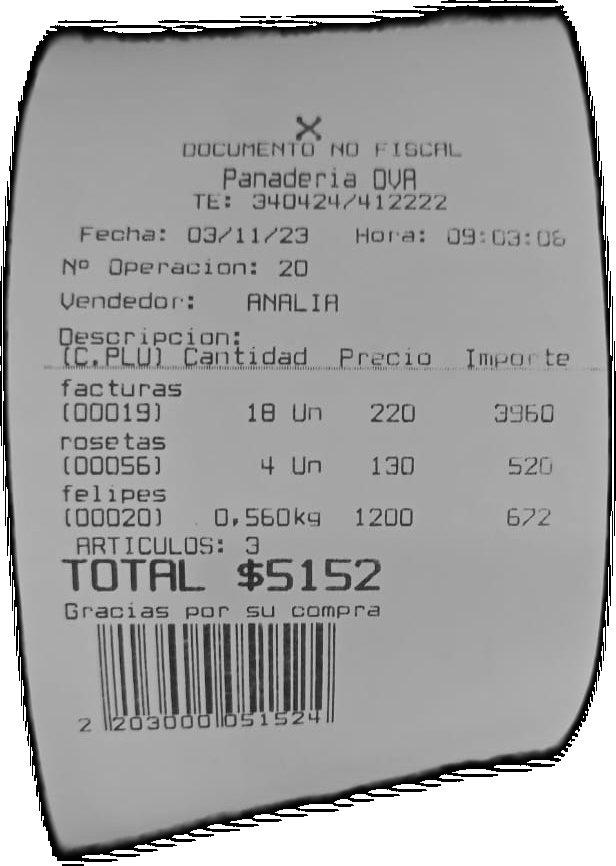 X
DOCUMENTO NO FISCAL
Panaderia OVA
TE: 340424/412222
Fecha: 03/11/23 Hora: 09:03:06
Nº Operacion: 20
Vendedor: ANALIA
Descripcion:
(C.PLU) Cantidad Precio Importe
facturas
(00019) 18 Un 220 3960
rosetas
(00056) 4 Un 130 520
felipes
(00020) 0,560kg 1200 672
ARTICULOS: 3
TOTAL $5152
Gracias por su compra
2 203000 051524